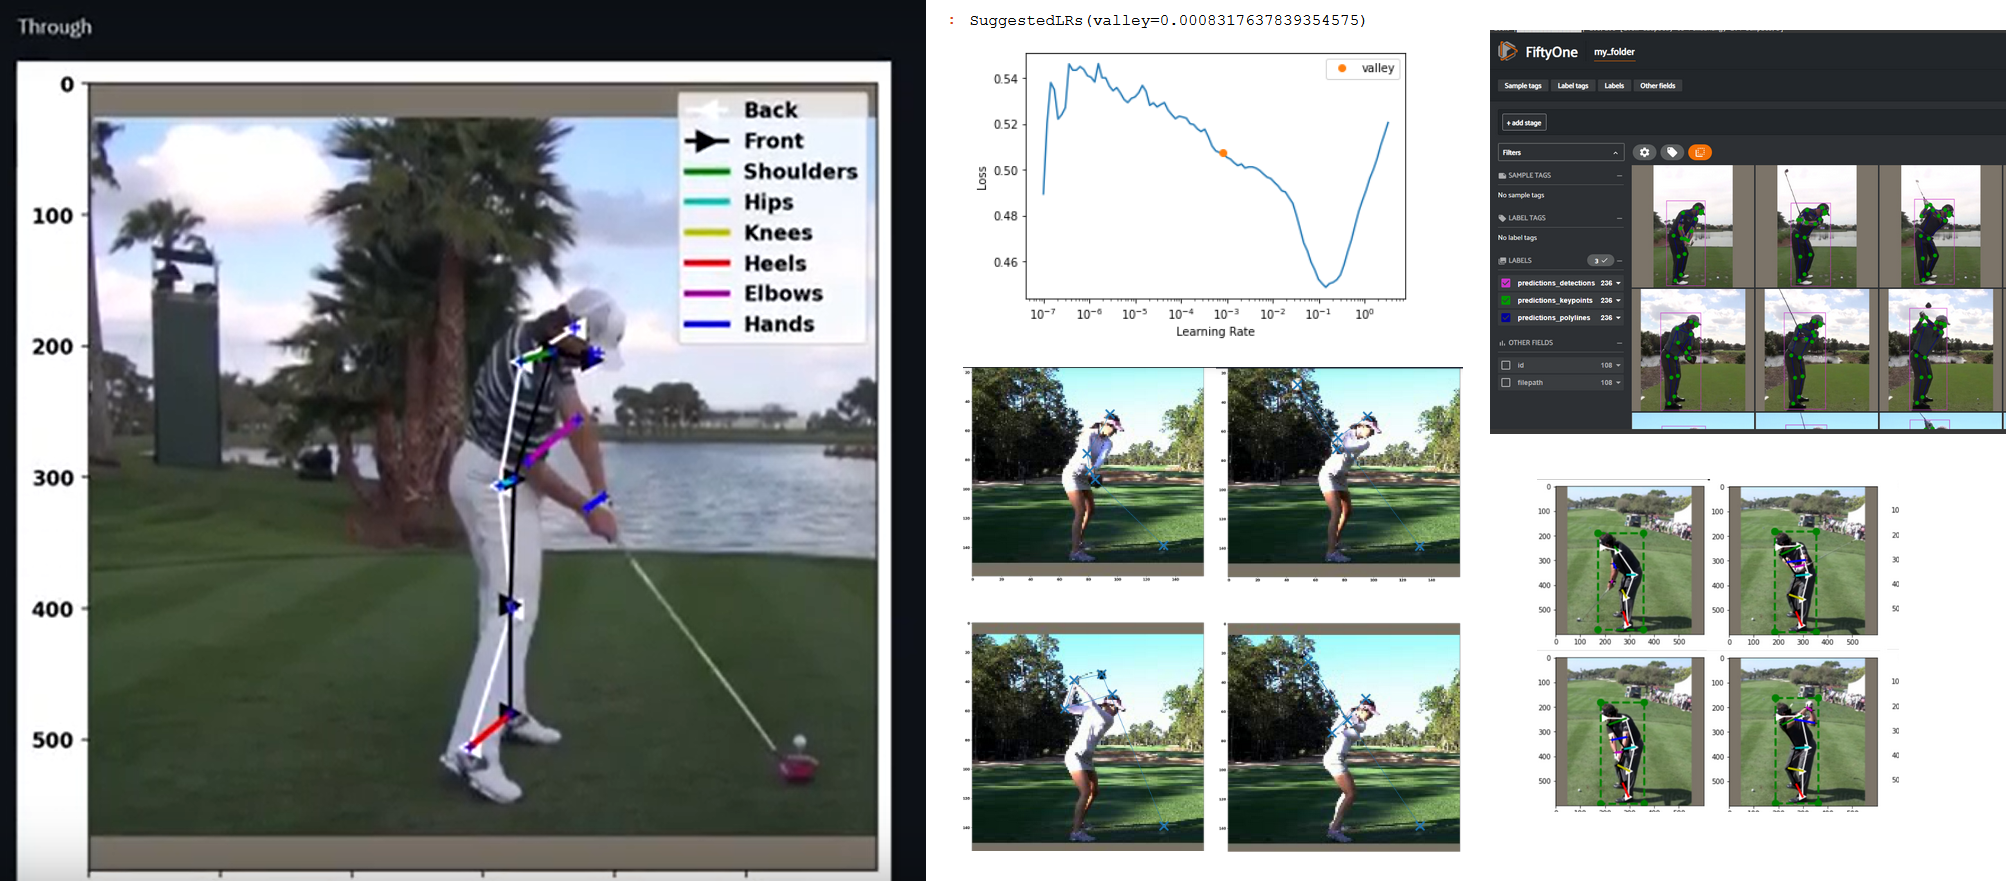 Through
0
100
200
300
400
500
Back
Front
Shoulders
Hips
Knees
Heels
Elbows
Hands
: SuggestedLRs(valley=0.0008317637839354575)
valley
0.54
0.52
0.50
0.48
0.46
Loss
10⁻⁷ 10⁻⁶ 10⁻⁵ 10⁻⁴ 10⁻³ 10⁻² 10⁻¹ 10⁰
Learning Rate
FiftyOne my_folder
Sample tags Label tags Labels Other fields
+ add stage
Filters
SAMPLE TAGS
No sample tags
LABEL TAGS
No label tags
LABELS 3
predictions_detections 236
predictions_keypoints 236
predictions_polylines 236
OTHER FIELDS
id 108
filepath 108
0
100
200
300
400
500
0 100 200 300 400 500
0
100
200
300
400
500
0 100 200 300 400 500
10
20
30
40
50
0
100
200
300
400
500
0
100
200
300
400
500
10
20
30
40
50